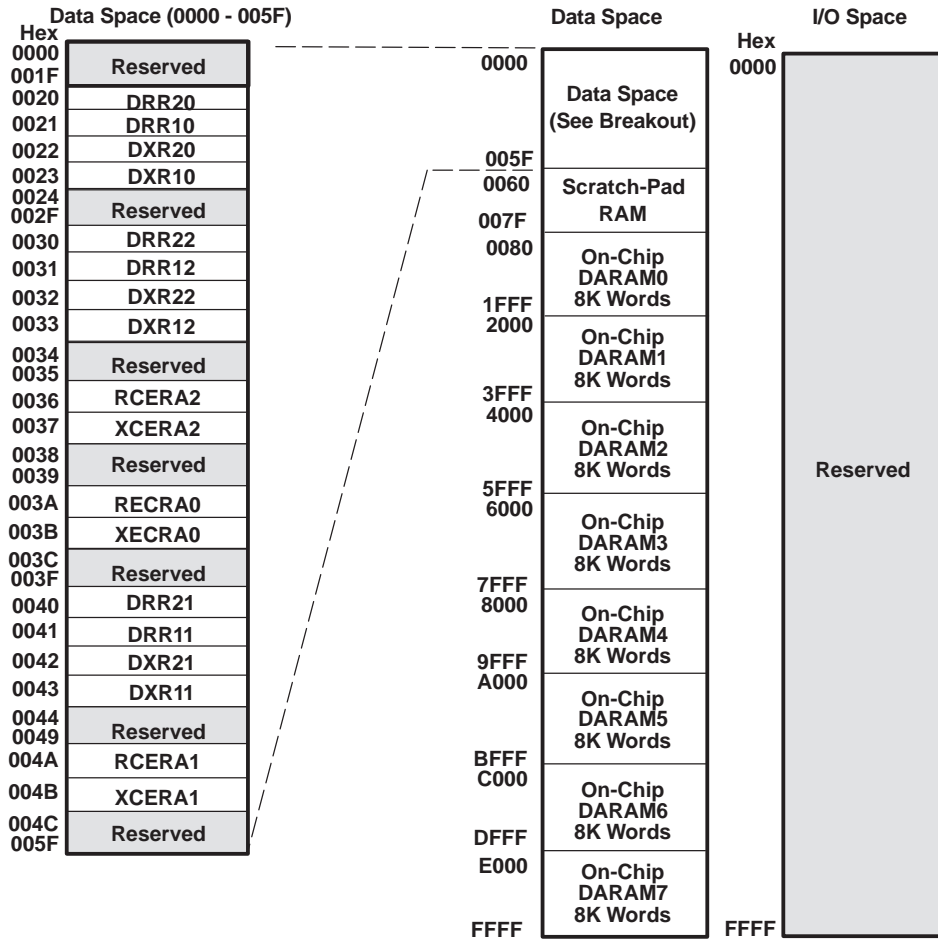 Data Space (0000 - 005F)
Hex
0000
001F
Reserved
0020
DRR20
0021
DRR10
0022
DXR20
0023
DXR10
0024
002F
Reserved
0030
DRR22
0031
DRR12
0032
DXR22
0033
DXR12
0034
0035
Reserved
0036
RCERA2
0037
XCERA2
0038
0039
Reserved
003A
RECRA0
003B
XECRA0
003C
003F
Reserved
0040
DRR21
0041
DRR11
0042
DXR21
0043
DXR11
0044
0049
Reserved
004A
RCERA1
004B
XCERA1
004C
005F
Reserved
Data Space
0000
Data Space
(See Breakout)
005F
0060
Scratch-Pad
RAM
007F
0080
On-Chip
DARAM0
8K Words
1FFF
2000
On-Chip
DARAM1
8K Words
3FFF
4000
On-Chip
DARAM2
8K Words
5FFF
6000
On-Chip
DARAM3
8K Words
7FFF
8000
On-Chip
DARAM4
8K Words
9FFF
A000
On-Chip
DARAM5
8K Words
BFFF
C000
On-Chip
DARAM6
8K Words
DFFF
E000
On-Chip
DARAM7
8K Words
FFFF
I/O Space
Hex
0000
Reserved
FFFF